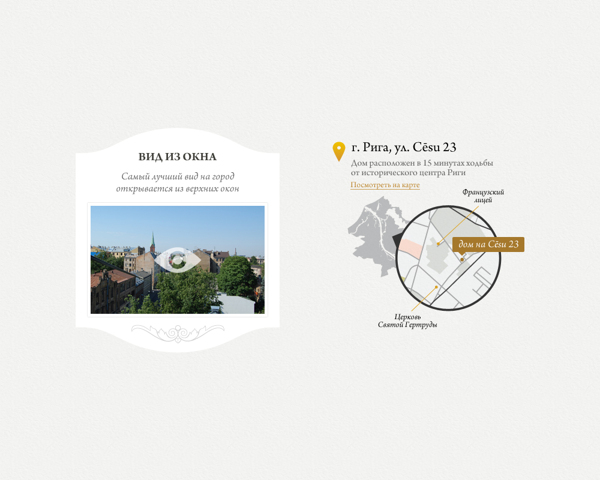 ВИД ИЗ ОКНА
Самый лучший вид на город
открывается из верхних окон
г. Рига, ул. Cēsu 23
Дом расположен в 15 минутах ходьбы
от исторического центра Риги
Посмотреть на карте
Французский
лицей
дом на Cēsu 23
Церковь
Святой Гертруды